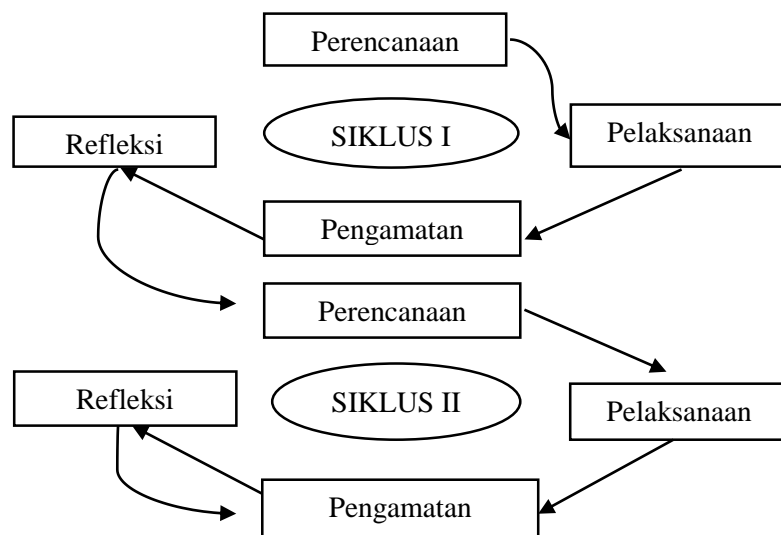 Perencanaan
Refleksi
SIKLUS I
Pelaksanaan
Pengamatan
Perencanaan
Refleksi
SIKLUS II
Pelaksanaan
Pengamatan